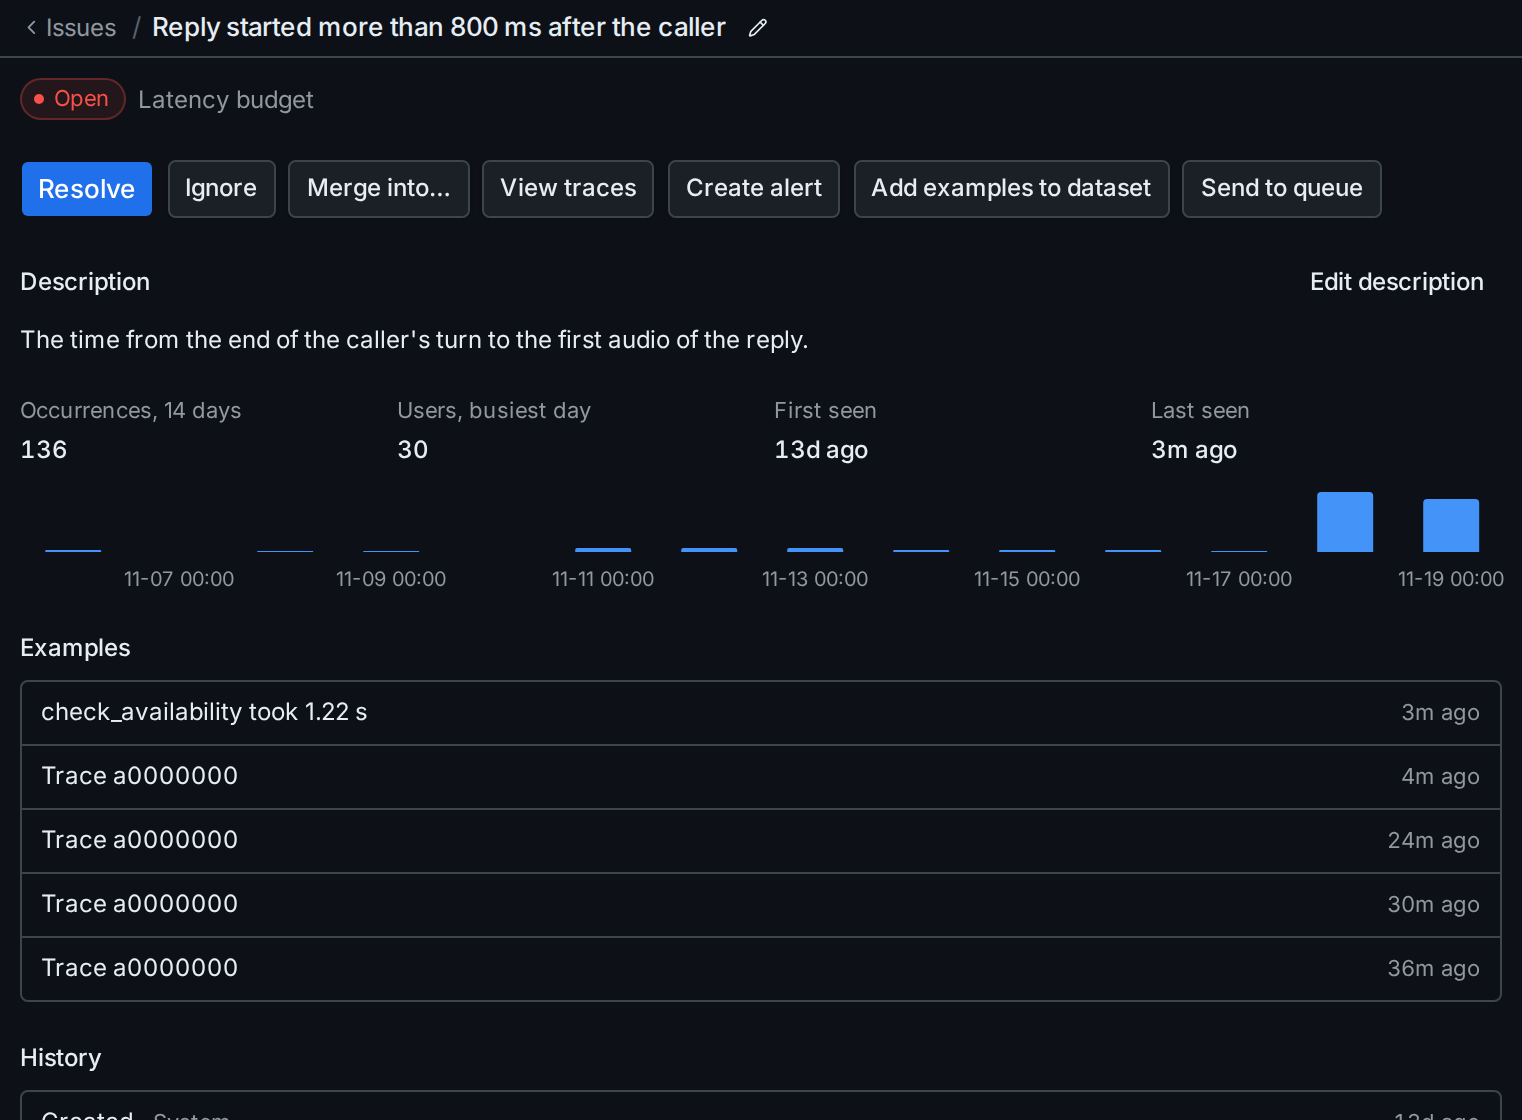 Issues / Reply started more than 800 ms after the caller
Open Latency budget
Resolve Ignore Merge into... View traces Create alert Add examples to dataset Send to queue
Description Edit description
The time from the end of the caller's turn to the first audio of the reply.
Occurrences, 14 days Users, busiest day First seen Last seen
136 30 13d ago 3m ago
11-07 00:00 11-09 00:00 11-11 00:00 11-13 00:00 11-15 00:00 11-17 00:00 11-19 00:00
Examples
check_availability took 1.22 s 3m ago
Trace a0000000 4m ago
Trace a0000000 24m ago
Trace a0000000 30m ago
Trace a0000000 36m ago
History
Created System 13d ago